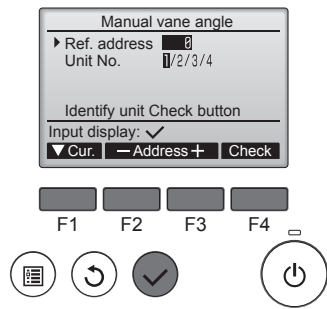 Manual vane angle
Ref. address 0
Unit No. 1/2/3/4
Identify unit Check button
Input display: ✓
▼ Cur. − Address + Check
F1 F2 F3 F4